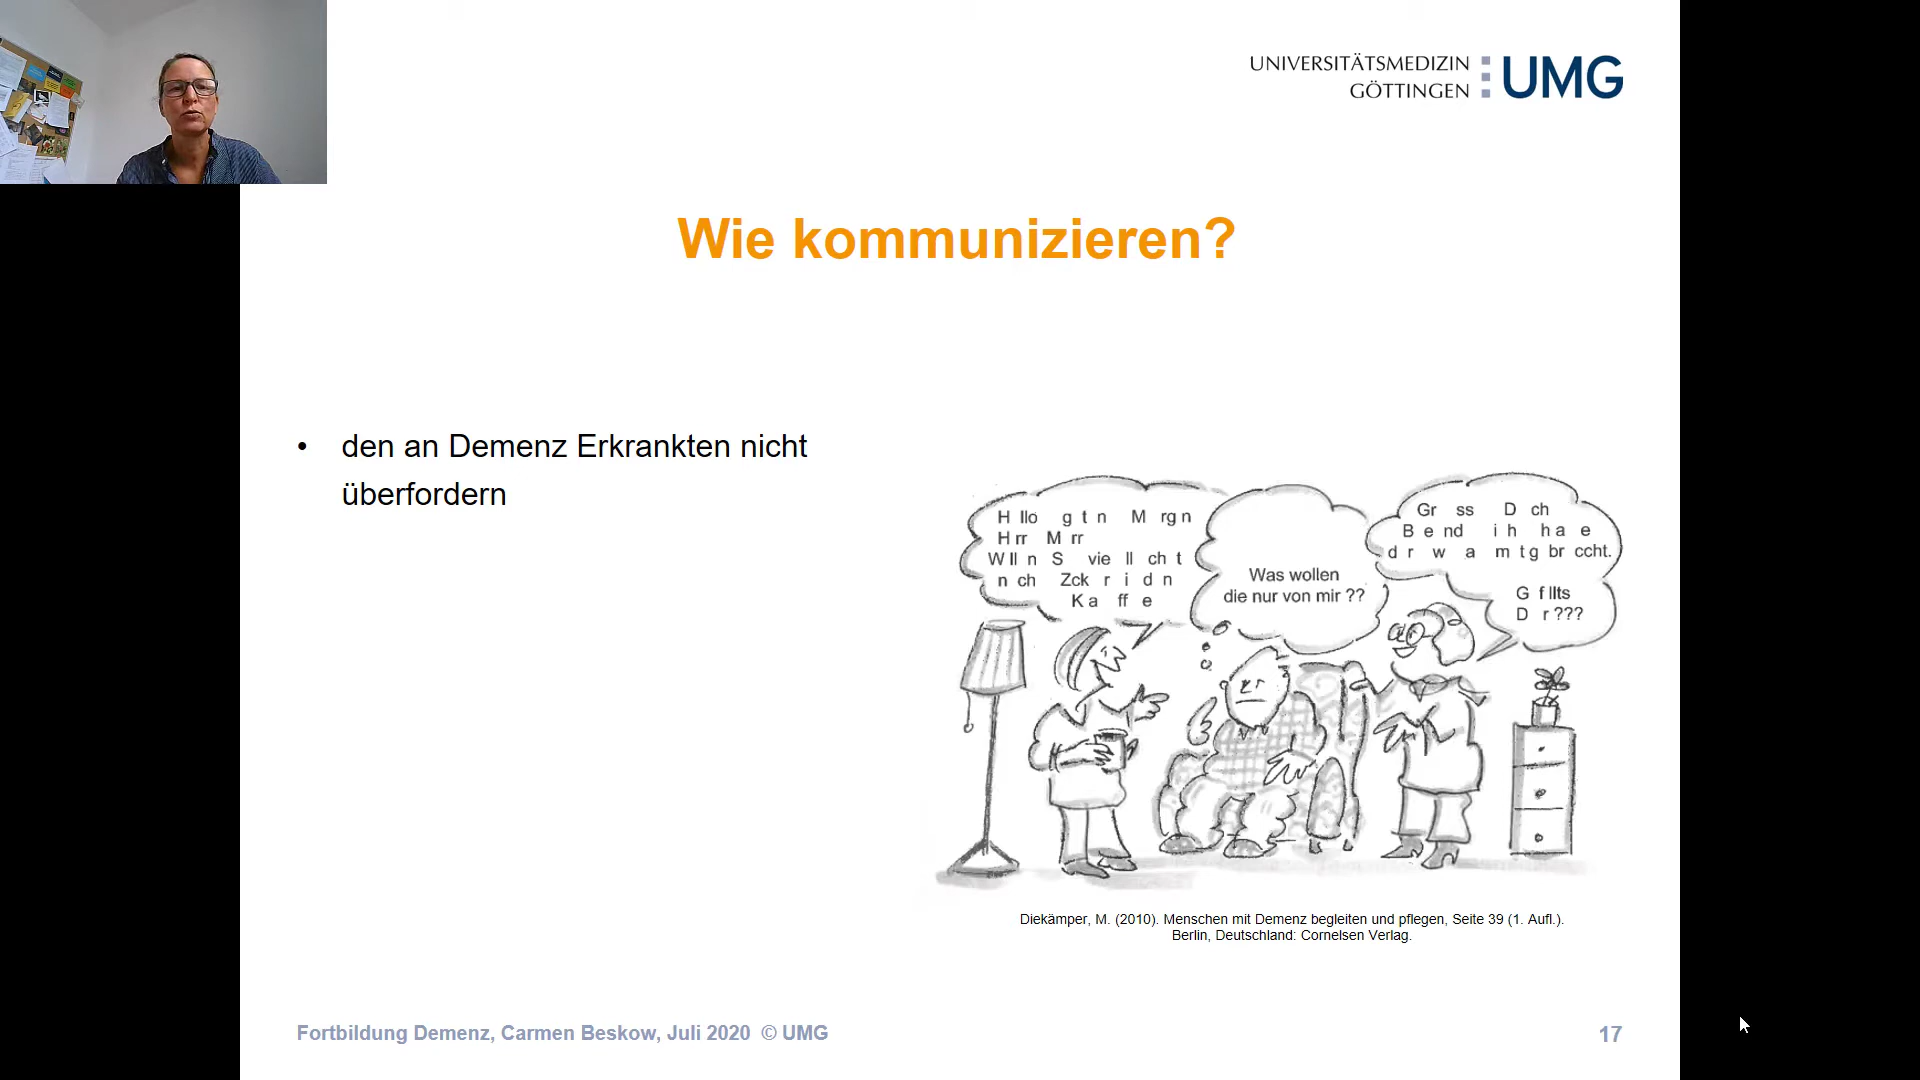 UNIVERSITÄTSMEDIZIN
GÖTTINGEN
UMG
Wie kommunizieren?
• den an Demenz Erkrankten nicht
überfordern
H llo g t n M rgn
H rr M rr
W ll n S vie ll ch t
n ch Zck r i d n
K a ff e
Was wollen
die nur von mir ??
Gr ss D ch
B e nd i h h a e
d r w a m t g br ccht.
G f llts
D r ???
Diekämper, M. (2010). Menschen mit Demenz begleiten und pflegen, Seite 39 (1. Aufl.).
Berlin, Deutschland: Cornelsen Verlag.
Fortbildung Demenz, Carmen Beskow, Juli 2020 © UMG
17